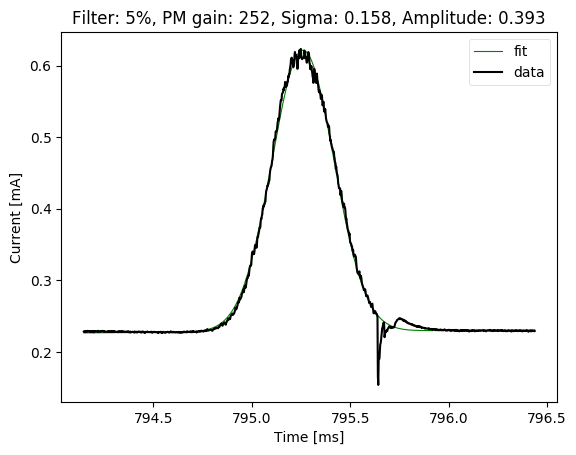 Filter: 5%, PM gain: 252, Sigma: 0.158, Amplitude: 0.393
fit
data
0.6
0.5
0.4
0.3
0.2
Current [mA]
794.5
795.0
795.5
796.0
796.5
Time [ms]